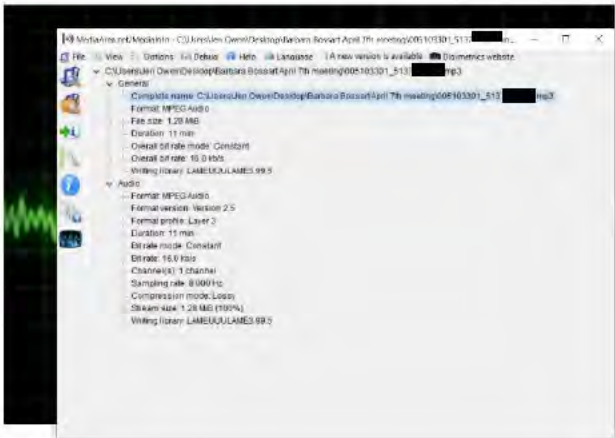 MediaArea.net/MediaInfo - C:\Users\Jen Owen\Desktop\Barbara Bossart April 7th meeting\005103301_513
File View Options Debug Help Language A new version is available Digimetrics website
C:\Users\Jen Owen\Desktop\Barbara Bossart April 7th meeting\005103301_513 mp3
General
Complete name: C:\Users\Jen Owen\Desktop\Barbara Bossart April 7th meeting\005103301_513 mp3
Format: MPEG Audio
File size: 1.28 MiB
Duration: 11 min
Overall bit rate mode: Constant
Overall bit rate: 16.0 kb/s
Writing library: LAMEUUULAME3.99.5
Audio
Format: MPEG Audio
Format version: Version 2.5
Format profile: Layer 3
Duration: 11 min
Bit rate mode: Constant
Bit rate: 16.0 kb/s
Channel(s): 1 channel
Sampling rate: 8 000 Hz
Compression mode: Lossy
Stream size: 1.28 MiB (100%)
Writing library: LAMEUUULAME3.99.5